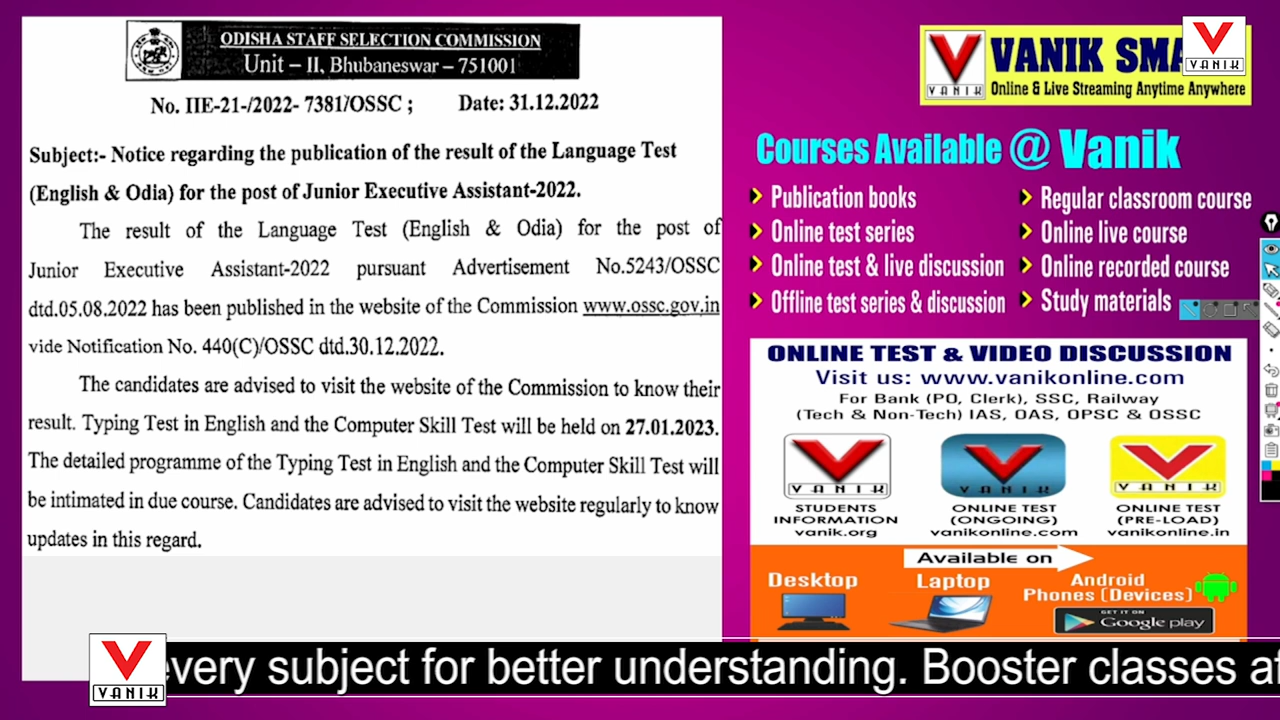 ODISHA STAFF SELECTION COMMISSION
Unit – II, Bhubaneswar – 751001
No. IIE-21-/2022- 7381/OSSC ; Date: 31.12.2022
Subject:- Notice regarding the publication of the result of the Language Test
(English & Odia) for the post of Junior Executive Assistant-2022.
The result of the Language Test (English & Odia) for the post of
Junior Executive Assistant-2022 pursuant Advertisement No.5243/OSSC
dtd.05.08.2022 has been published in the website of the Commission www.ossc.gov.in
vide Notification No. 440(C)/OSSC dtd.30.12.2022.
The candidates are advised to visit the website of the Commission to know their
result. Typing Test in English and the Computer Skill Test will be held on 27.01.2023.
The detailed programme of the Typing Test in English and the Computer Skill Test will
be intimated in due course. Candidates are advised to visit the website regularly to know
updates in this regard.
VANIK
VANIK SMA
VANIK
Online & Live Streaming Anytime Anywhere
Courses Available @ Vanik
Publication books
Online test series
Online test & live discussion
Offline test series & discussion
Regular classroom course
Online live course
Online recorded course
Study materials
ONLINE TEST & VIDEO DISCUSSION
Visit us: www.vanikonline.com
For Bank (PO, Clerk), SSC, Railway
(Tech & Non-Tech) IAS, OAS, OPSC & OSSC
VANIK
STUDENTS
INFORMATION
vanik.org
VANIK
ONLINE TEST
(ONGOING)
vanikonline.com
VANIK
ONLINE TEST
(PRE-LOAD)
vanikonline.in
Available on
Desktop
Laptop
Android
Phones (Devices)
GET IT ON
Google play
VANIK
every subject for better understanding. Booster classes at